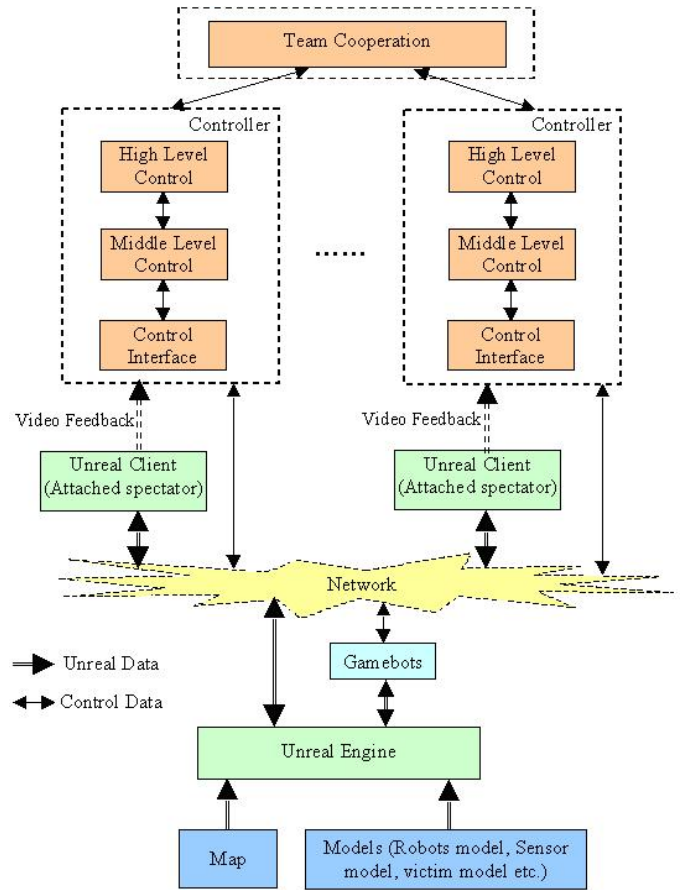 Team Cooperation
Controller
High Level
Control
Middle Level
Control
Control
Interface
......
Controller
High Level
Control
Middle Level
Control
Control
Interface
Video Feedback
Video Feedback
Unreal Client
(Attached spectator)
Unreal Client
(Attached spectator)
Network
Gamebots
Unreal Data
Control Data
Unreal Engine
Map
Models (Robots model, Sensor
model, victim model etc.)